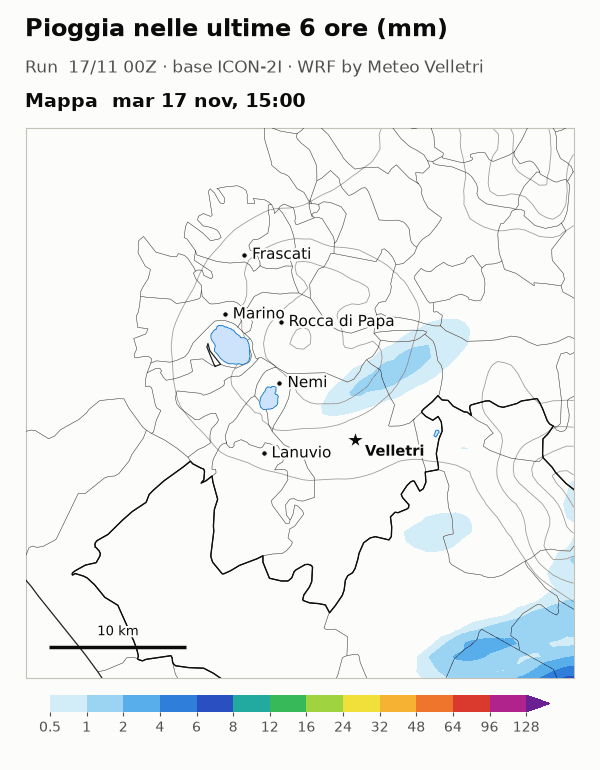 Pioggia nelle ultime 6 ore (mm)
Run  17/11 00Z · base ICON-2I · WRF by Meteo Velletri
Mappa  mar 17 nov, 15:00
Frascati
Marino
Rocca di Papa
Nemi
Velletri
Lanuvio
10 km
0.5 1 2 4 6 8 12 16 24 32 48 64 96 128